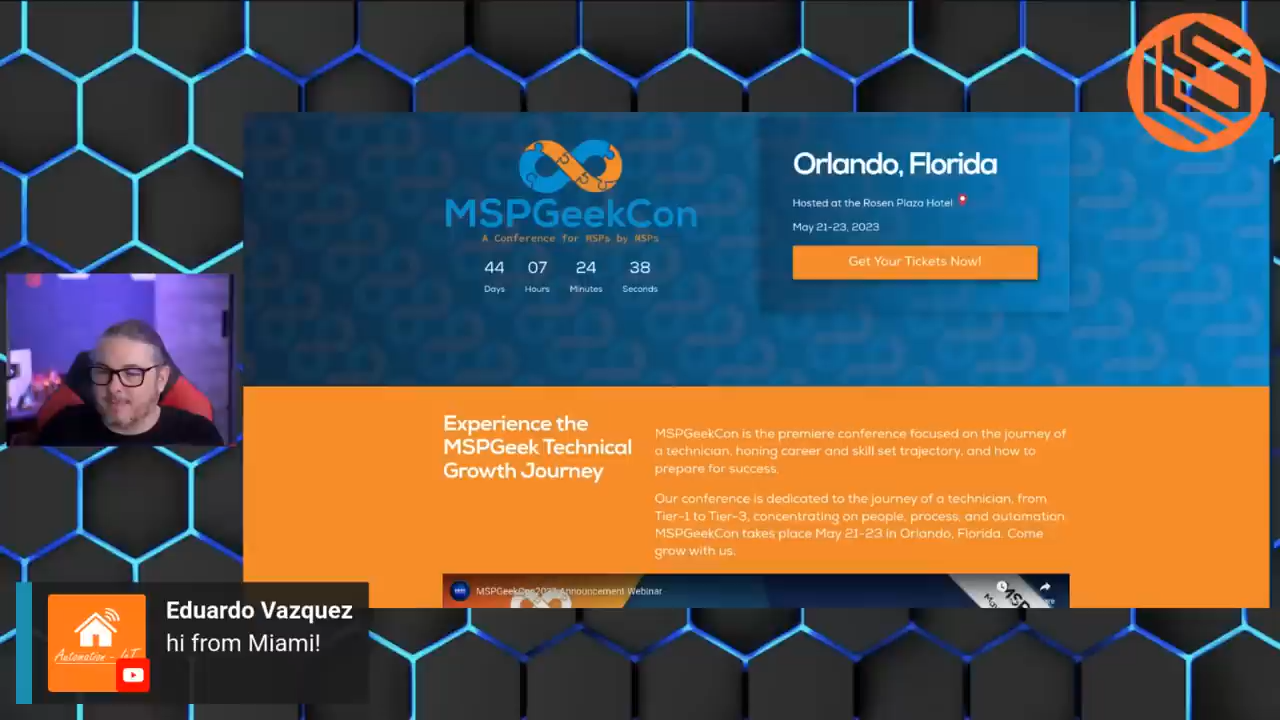 MSPGeekCon
A Conference for MSPs by MSPs
44 07 24 38
Days Hours Minutes Seconds
Orlando, Florida
Hosted at the Rosen Plaza Hotel
May 21-23, 2023
Get Your Tickets Now!
Experience the
MSPGeek Technical
Growth Journey
MSPGeekCon is the premiere conference focused on the journey of
a technician, honing career and skill set trajectory, and how to
prepare for success.
Our conference is dedicated to the journey of a technician, from
Tier-1 to Tier-3, concentrating on people, process, and automation.
MSPGeekCon takes place May 21-23 in Orlando, Florida. Come
grow with us.
MSPGeekCon2023 Announcement Webinar
Automation - IoT
Eduardo Vazquez
hi from Miami!